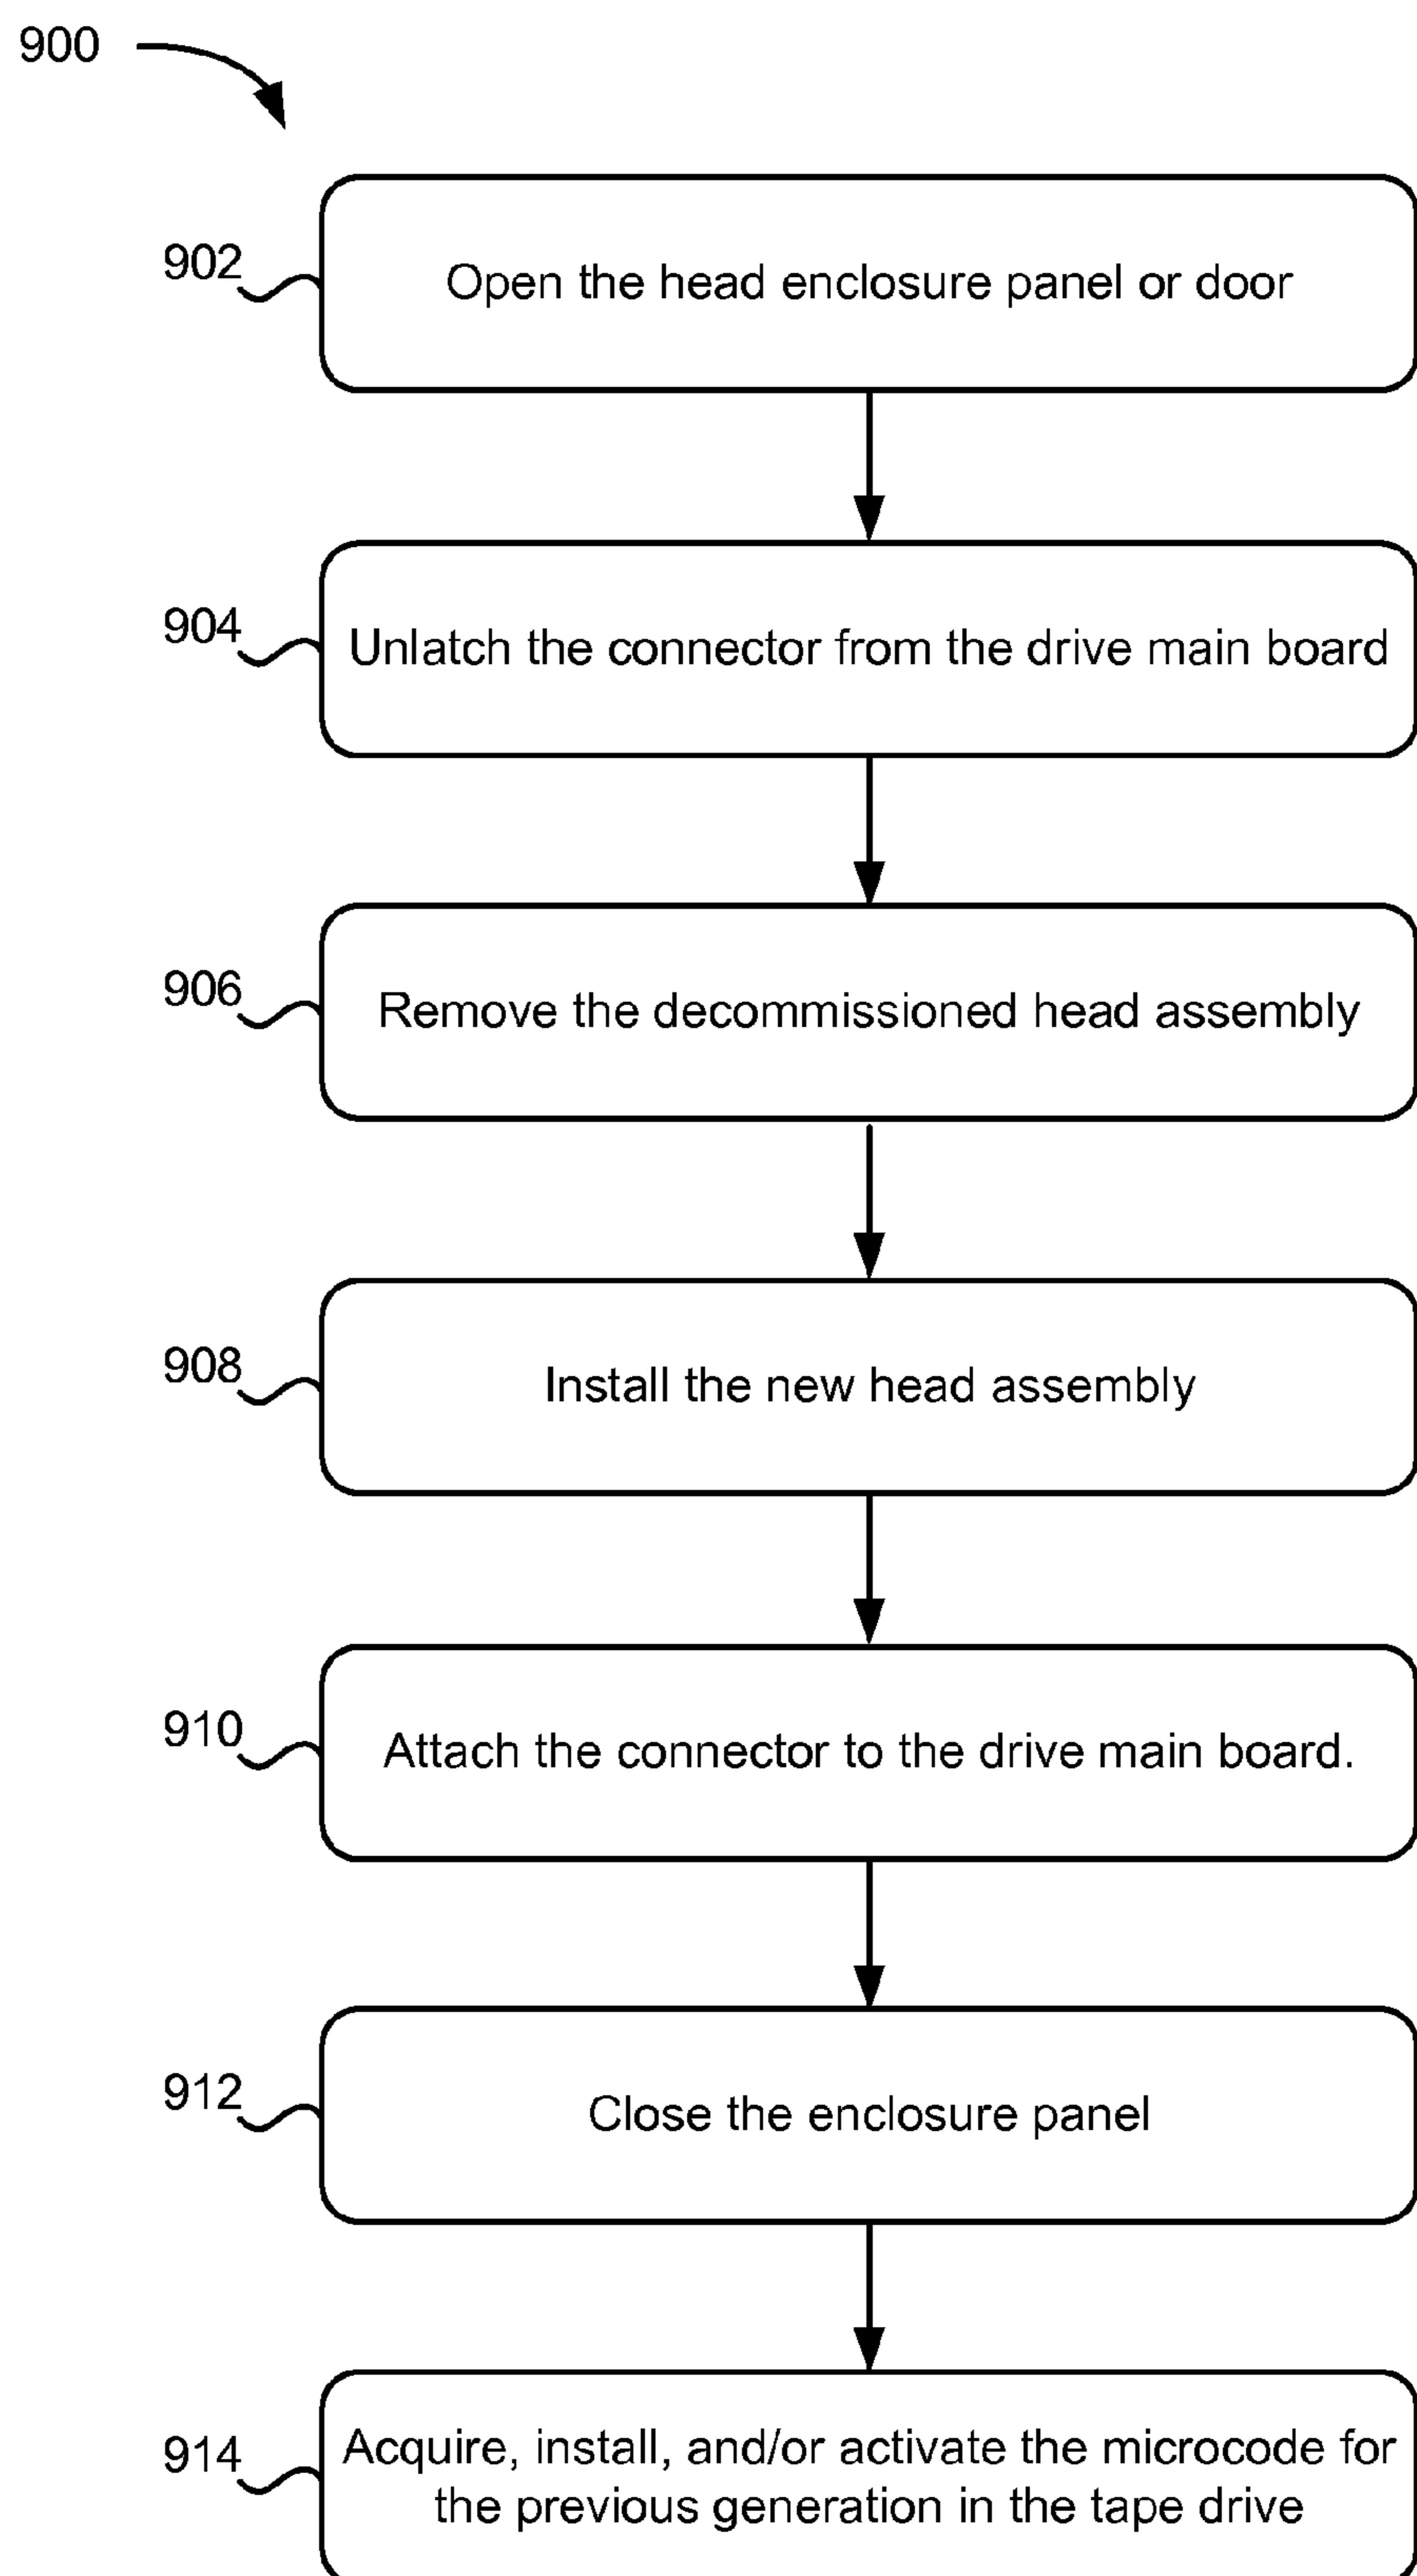 900
902
Open the head enclosure panel or door
904
Unlatch the connector from the drive main board
906
Remove the decommissioned head assembly
908
Install the new head assembly
910
Attach the connector to the drive main board.
912
Close the enclosure panel
914
Acquire, install, and/or activate the microcode for
the previous generation in the tape drive